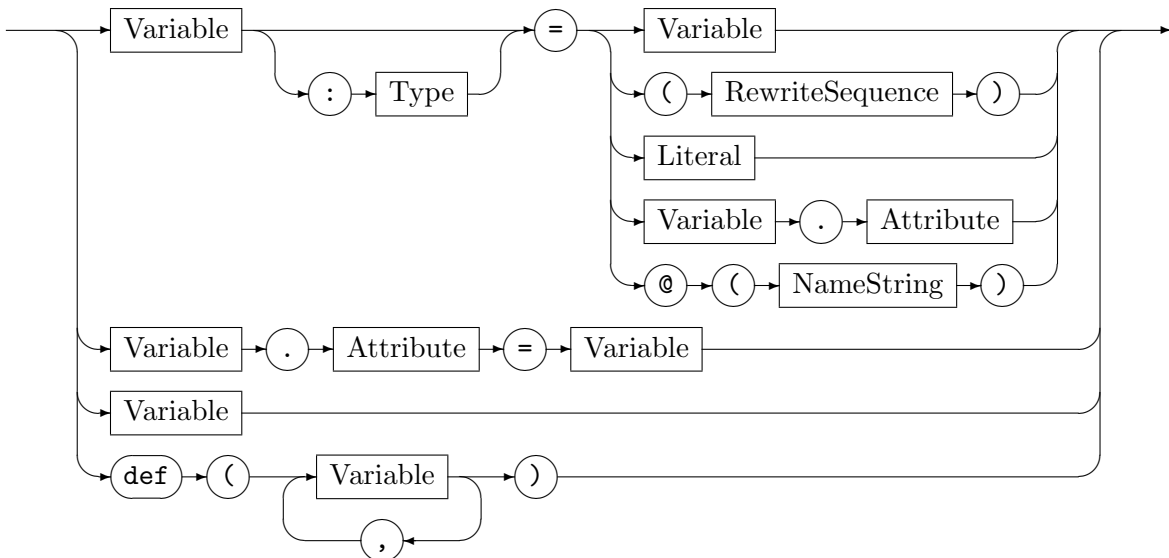 Variable = Variable
: Type ( RewriteSequence )
Literal
Variable . Attribute
@ ( NameString )
Variable . Attribute = Variable
Variable
def ( Variable )
,